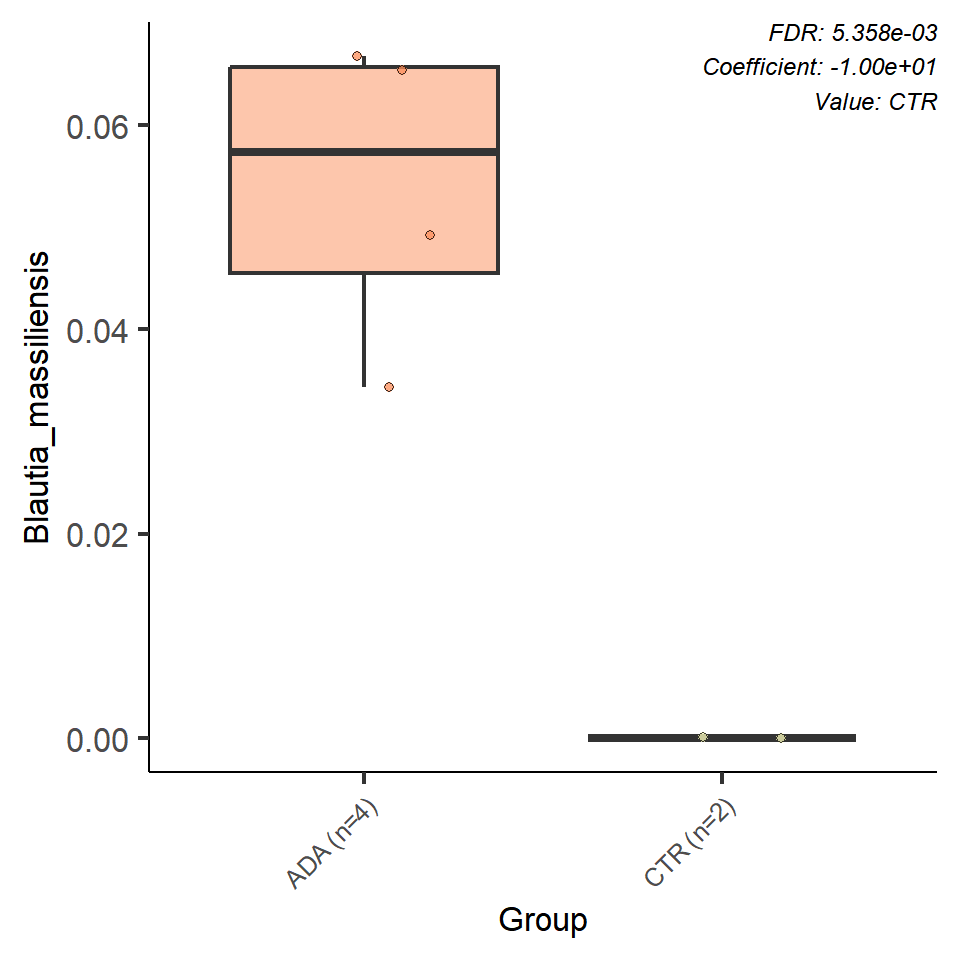 FDR: 5.358e-03
Coefficient: -1.00e+01
Value: CTR
Blautia_massiliensis
0.06
0.04
0.02
0.00
ADA (n=4)
CTR (n=2)
Group